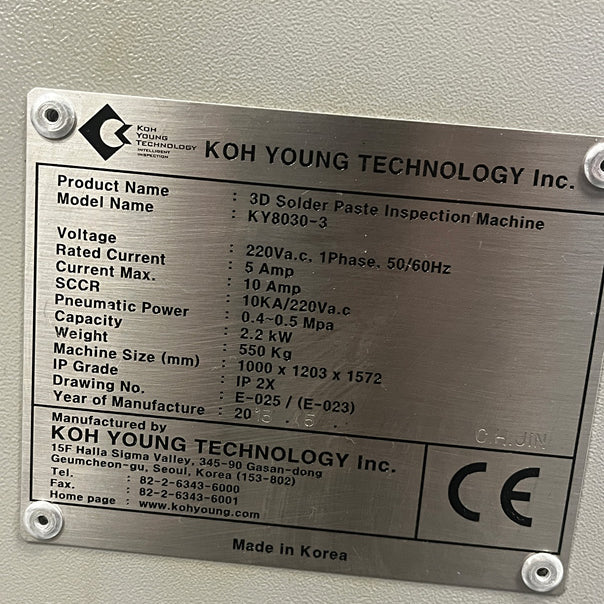 KOH
YOUNG
TECHNOLOGY
INTELLIGENT
INSPECTION
KOH YOUNG TECHNOLOGY Inc.
Product Name : 3D Solder Paste Inspection Machine
Model Name : KY8030-3
Voltage : 220Va.c, 1Phase, 50/60Hz
Rated Current : 5 Amp
Current Max. : 10 Amp
SCCR : 10KA/220Va.c
Pneumatic Power : 0.4~0.5 Mpa
Capacity : 2.2 kW
Weight : 550 Kg
Machine Size (mm) : 1000 x 1203 x 1572
IP Grade : IP 2X
Drawing No. : E-025 / (E-023)
Year of Manufacture : 2015 . 5 .
C.H.JIN
Manufactured by
KOH YOUNG TECHNOLOGY Inc.
15F Halla Sigma Valley, 345-90 Gasan-dong
Geumcheon-gu, Seoul, Korea (153-802)
Tel. : 82-2-6343-6000
Fax. : 82-2-6343-6001
Home page : www.kohyoung.com
CE
Made in Korea